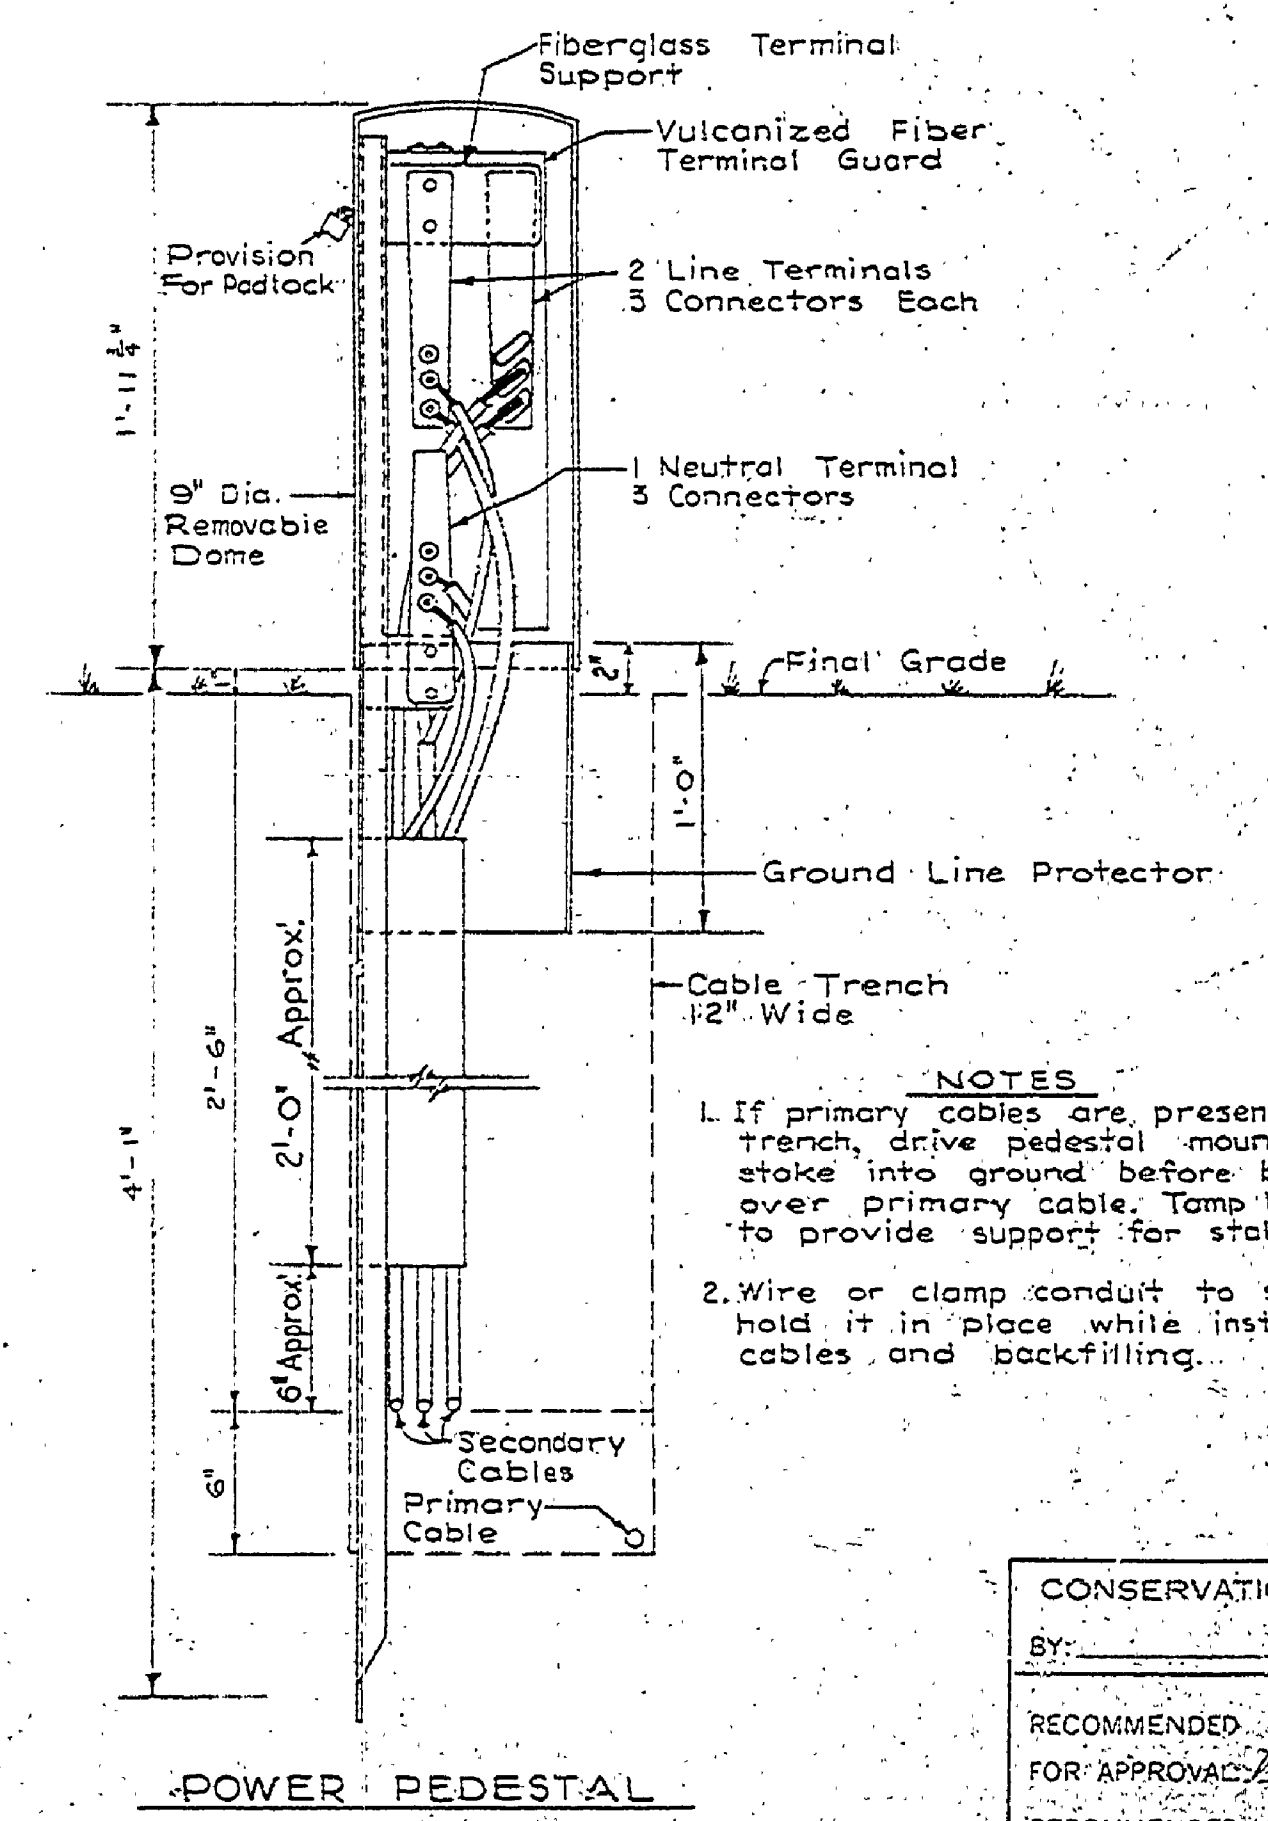 Fiberglass Terminal
Support
Vulcanized Fiber
Terminal Guard
Provision
For Padlock
2 Line Terminals
3 Connectors Each
1'-11 3/4"
1 Neutral Terminal
3 Connectors
9" Dia.
Removable
Dome
2"
Final Grade
1'-0"
Ground Line Protector
2'-0" Approx.
Cable Trench
12" Wide
2'-6"
4'-1"
NOTES
1. If primary cables are presen
trench, drive pedestal moun
stake into ground before b
over primary cable. Tamp
to provide support for sta
2. Wire or clamp conduit to s
hold it in place while inst
cables and backfilling.
6" Approx.
Secondary
Cables
6"
Primary
Cable
CONSERVATI
BY:
RECOMMENDED
FOR APPROVAL
POWER PEDESTAL